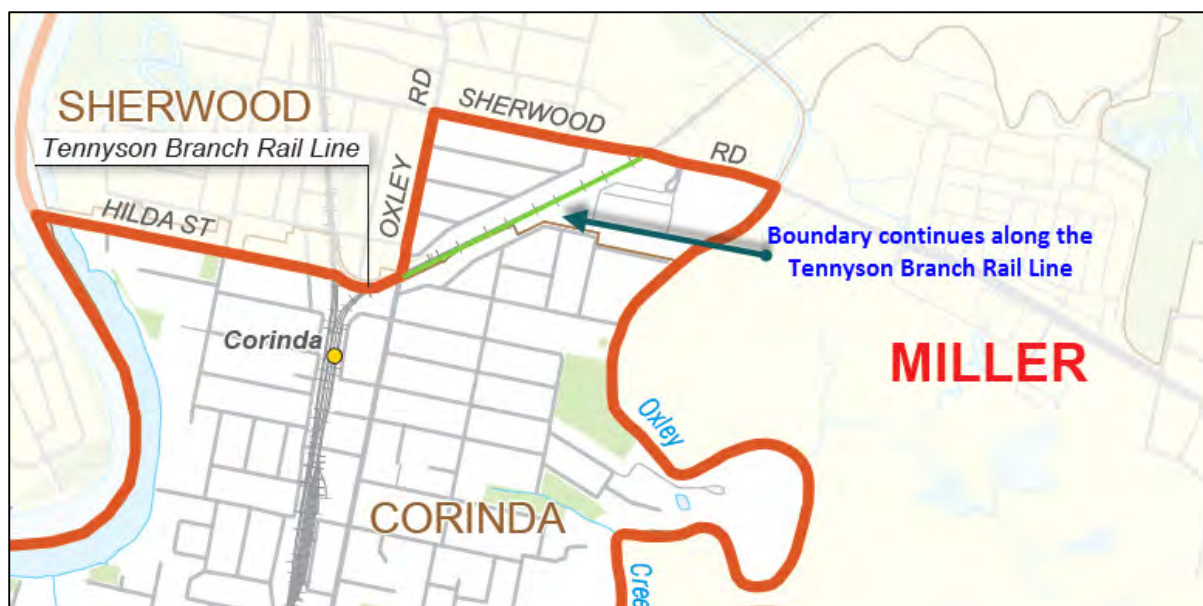 SHERWOOD
Tennyson Branch Rail Line
OXLEY RD
SHERWOOD RD
HILDA ST
Boundary continues along the
Tennyson Branch Rail Line
Corinda
MILLER
Oxley
CORINDA
Cree